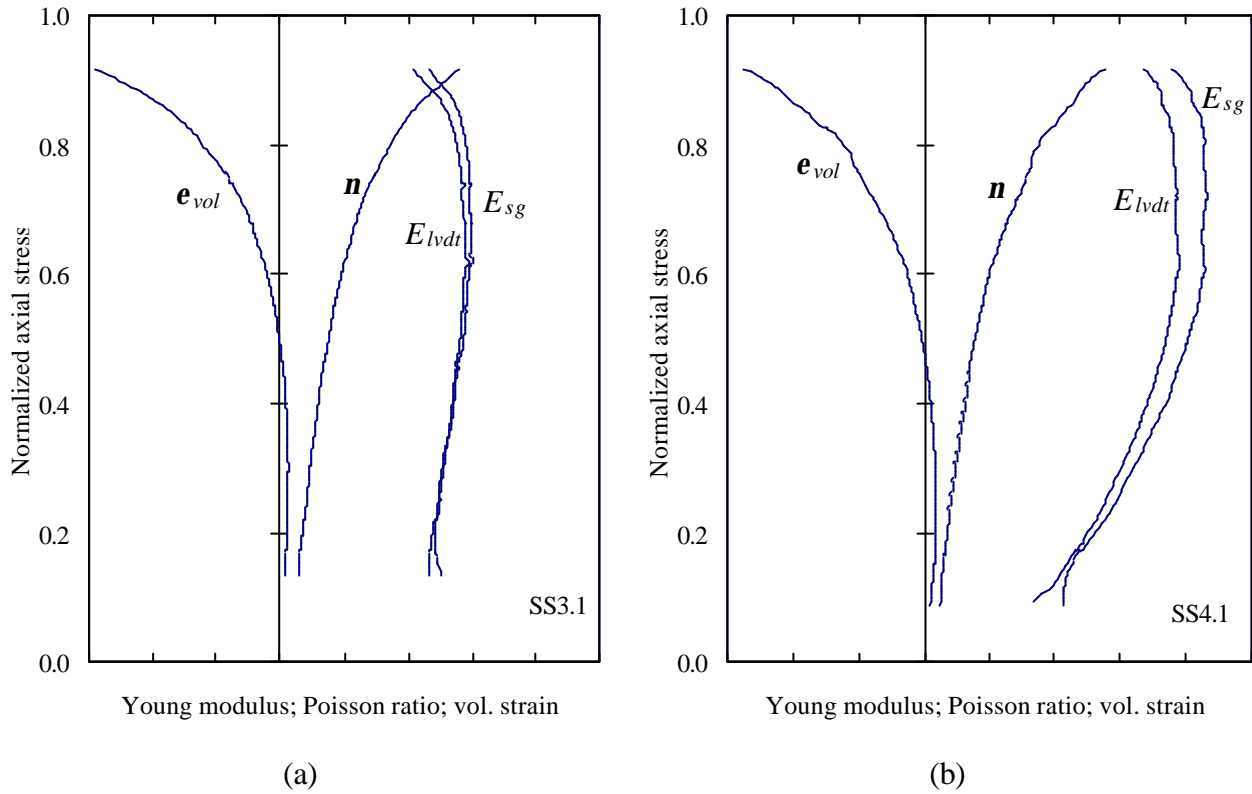 1.0
0.8
0.6
0.4
0.2
0.0
Normalized axial stress
e vol
n
E sg
E lvdt
SS3.1
Young modulus; Poisson ratio; vol. strain
(a)
1.0
0.8
0.6
0.4
0.2
0.0
Normalized axial stress
e vol
n
E sg
E lvdt
SS4.1
Young modulus; Poisson ratio; vol. strain
(b)